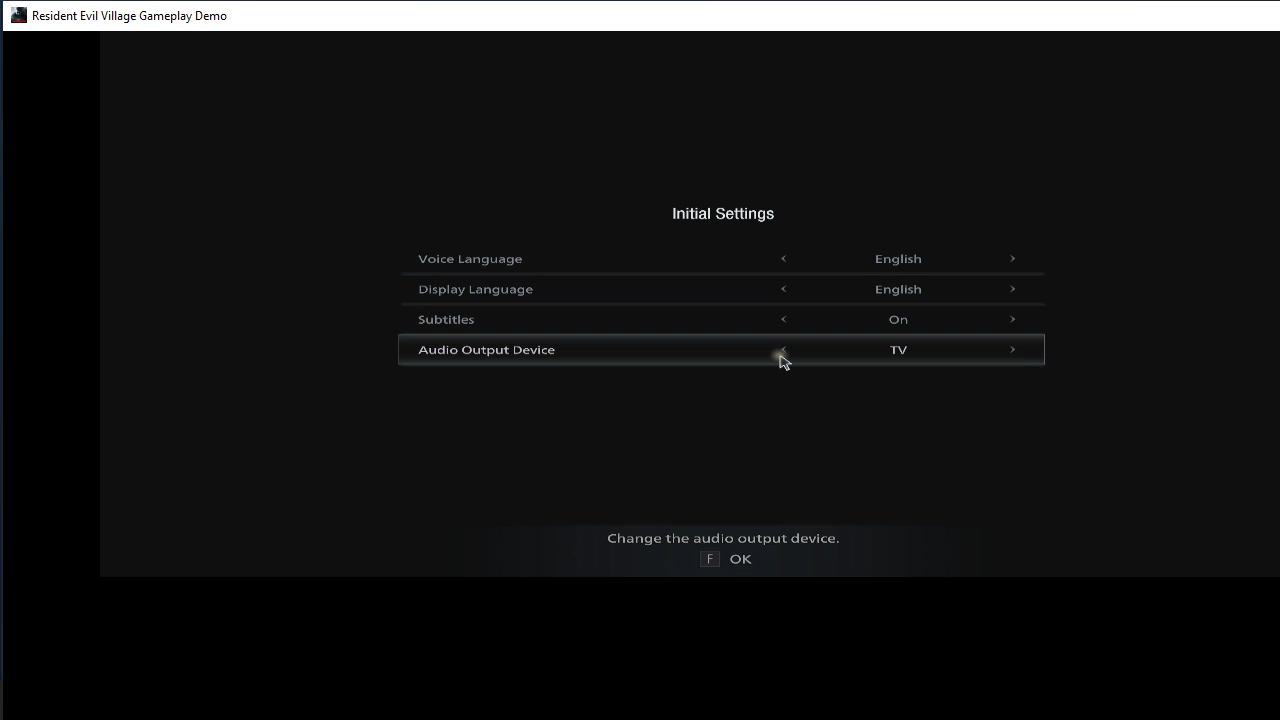 Resident Evil Village Gameplay Demo
Initial Settings
Voice Language < English >
Display Language < English >
Subtitles < On >
Audio Output Device < TV >
Change the audio output device.
F OK